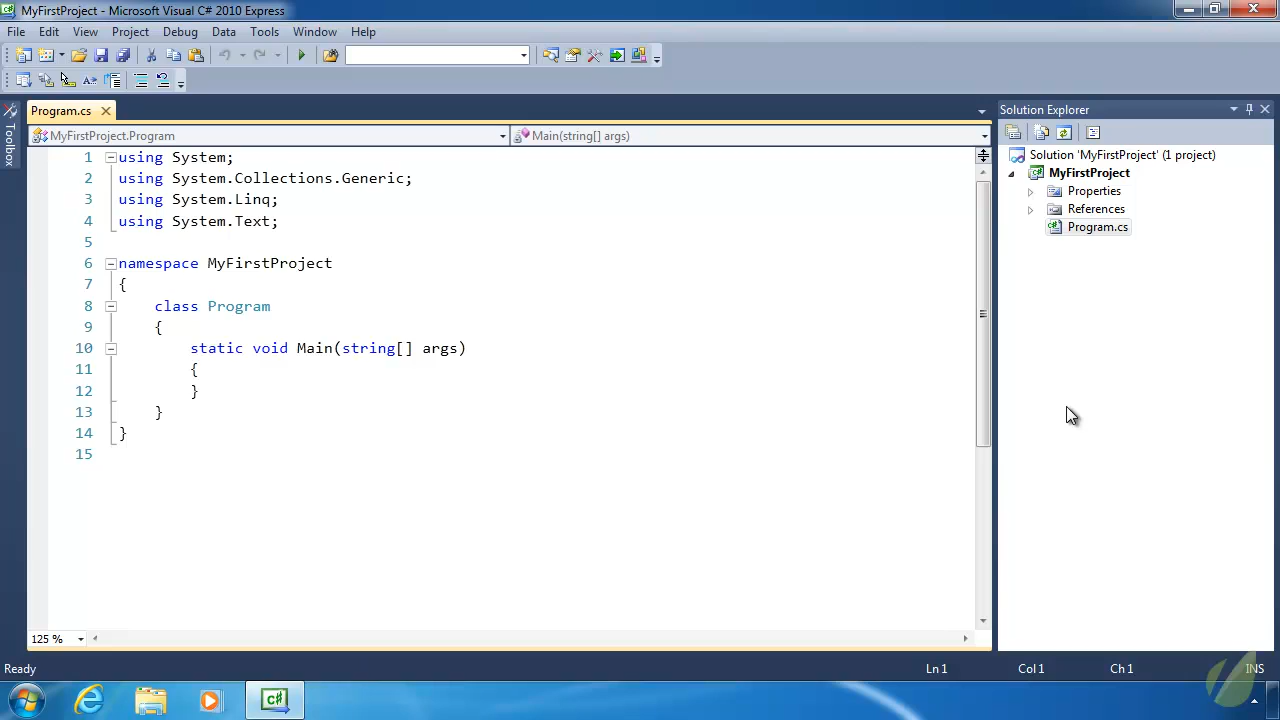 MyFirstProject - Microsoft Visual C# 2010 Express
File Edit View Project Debug Data Tools Window Help
Program.cs
MyFirstProject.Program
Main(string[] args)
Toolbox
1 using System;
2 using System.Collections.Generic;
3 using System.Linq;
4 using System.Text;
5
6 namespace MyFirstProject
7 {
8 class Program
9 {
10 static void Main(string[] args)
11 {
12 }
13 }
14 }
15
125 %
Solution Explorer
Solution 'MyFirstProject' (1 project)
MyFirstProject
Properties
References
Program.cs
Ready Ln 1 Col 1 Ch 1 INS
C#